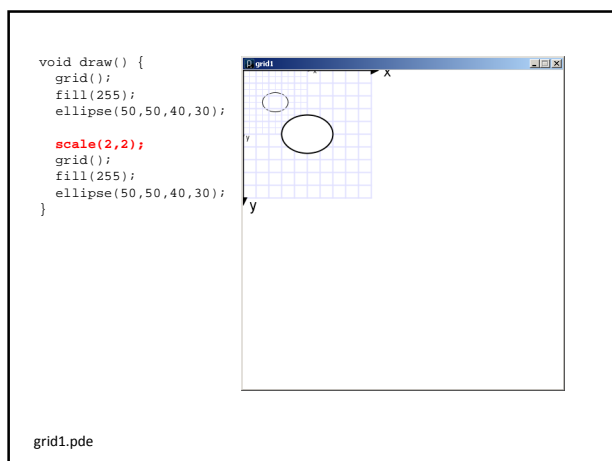 void draw() {
grid();
fill(255);
ellipse(50,50,40,30);
scale(2,2);
grid();
fill(255);
ellipse(50,50,40,30);
}
grid1
x
y
y
grid1.pde